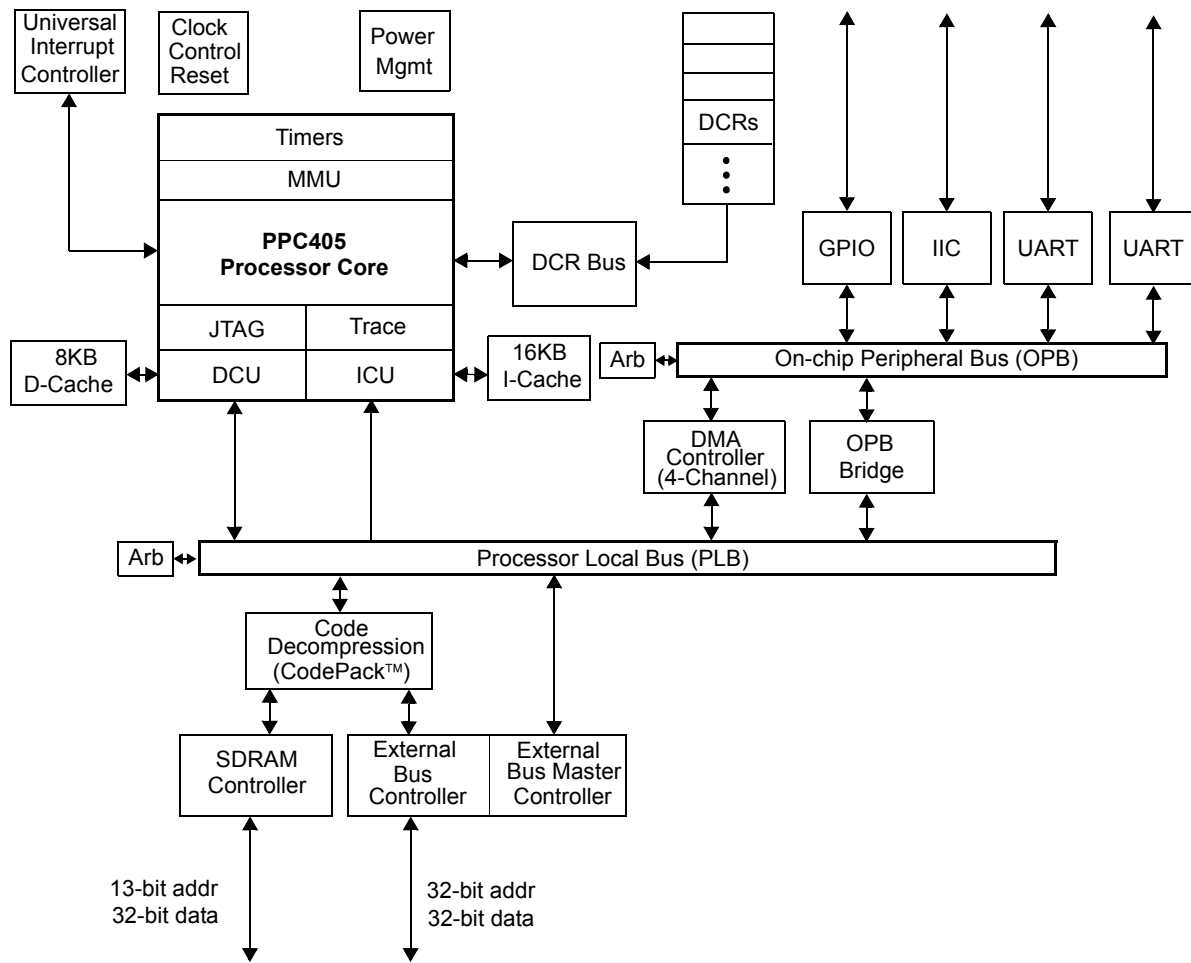 Universal
Interrupt
Controller
Clock
Control
Reset
Power
Mgmt
Timers
MMU
PPC405
Processor Core
JTAG
Trace
DCU
ICU
8KB
D-Cache
16KB
I-Cache
DCR Bus
DCRs
GPIO
IIC
UART
UART
Arb
On-chip Peripheral Bus (OPB)
DMA
Controller
(4-Channel)
OPB
Bridge
Arb
Processor Local Bus (PLB)
Code
Decompression
(CodePack™)
SDRAM
Controller
External
Bus
Controller
External
Bus Master
Controller
13-bit addr
32-bit data
32-bit addr
32-bit data